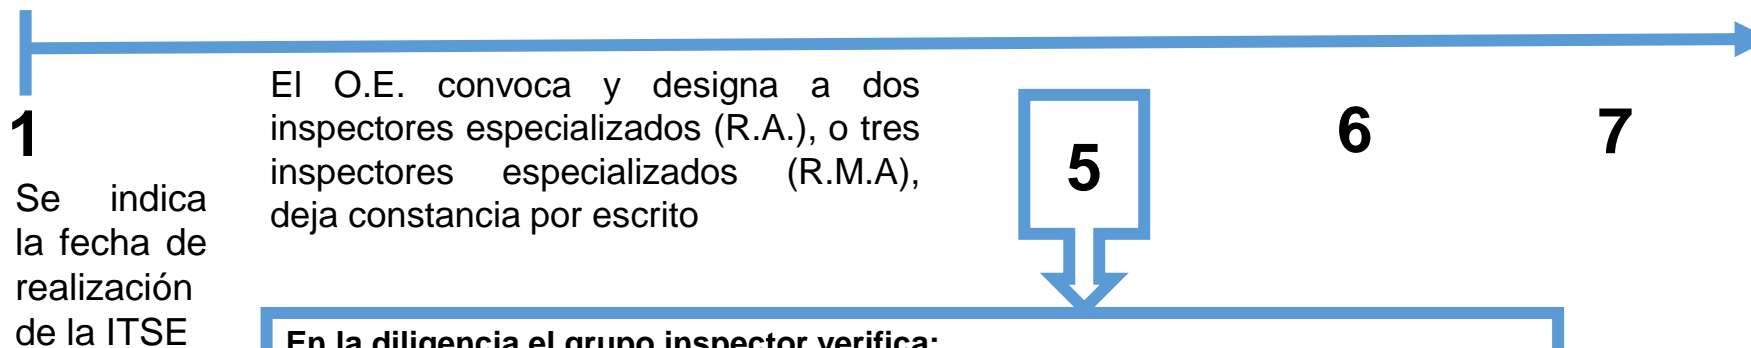 1
Se indica
la fecha de
realización
de la ITSE
El O.E. convoca y designa a dos
inspectores especializados (R.A.), o tres
inspectores especializados (R.M.A),
deja constancia por escrito
5
6
7
En la diligencia el grupo inspector verifica: